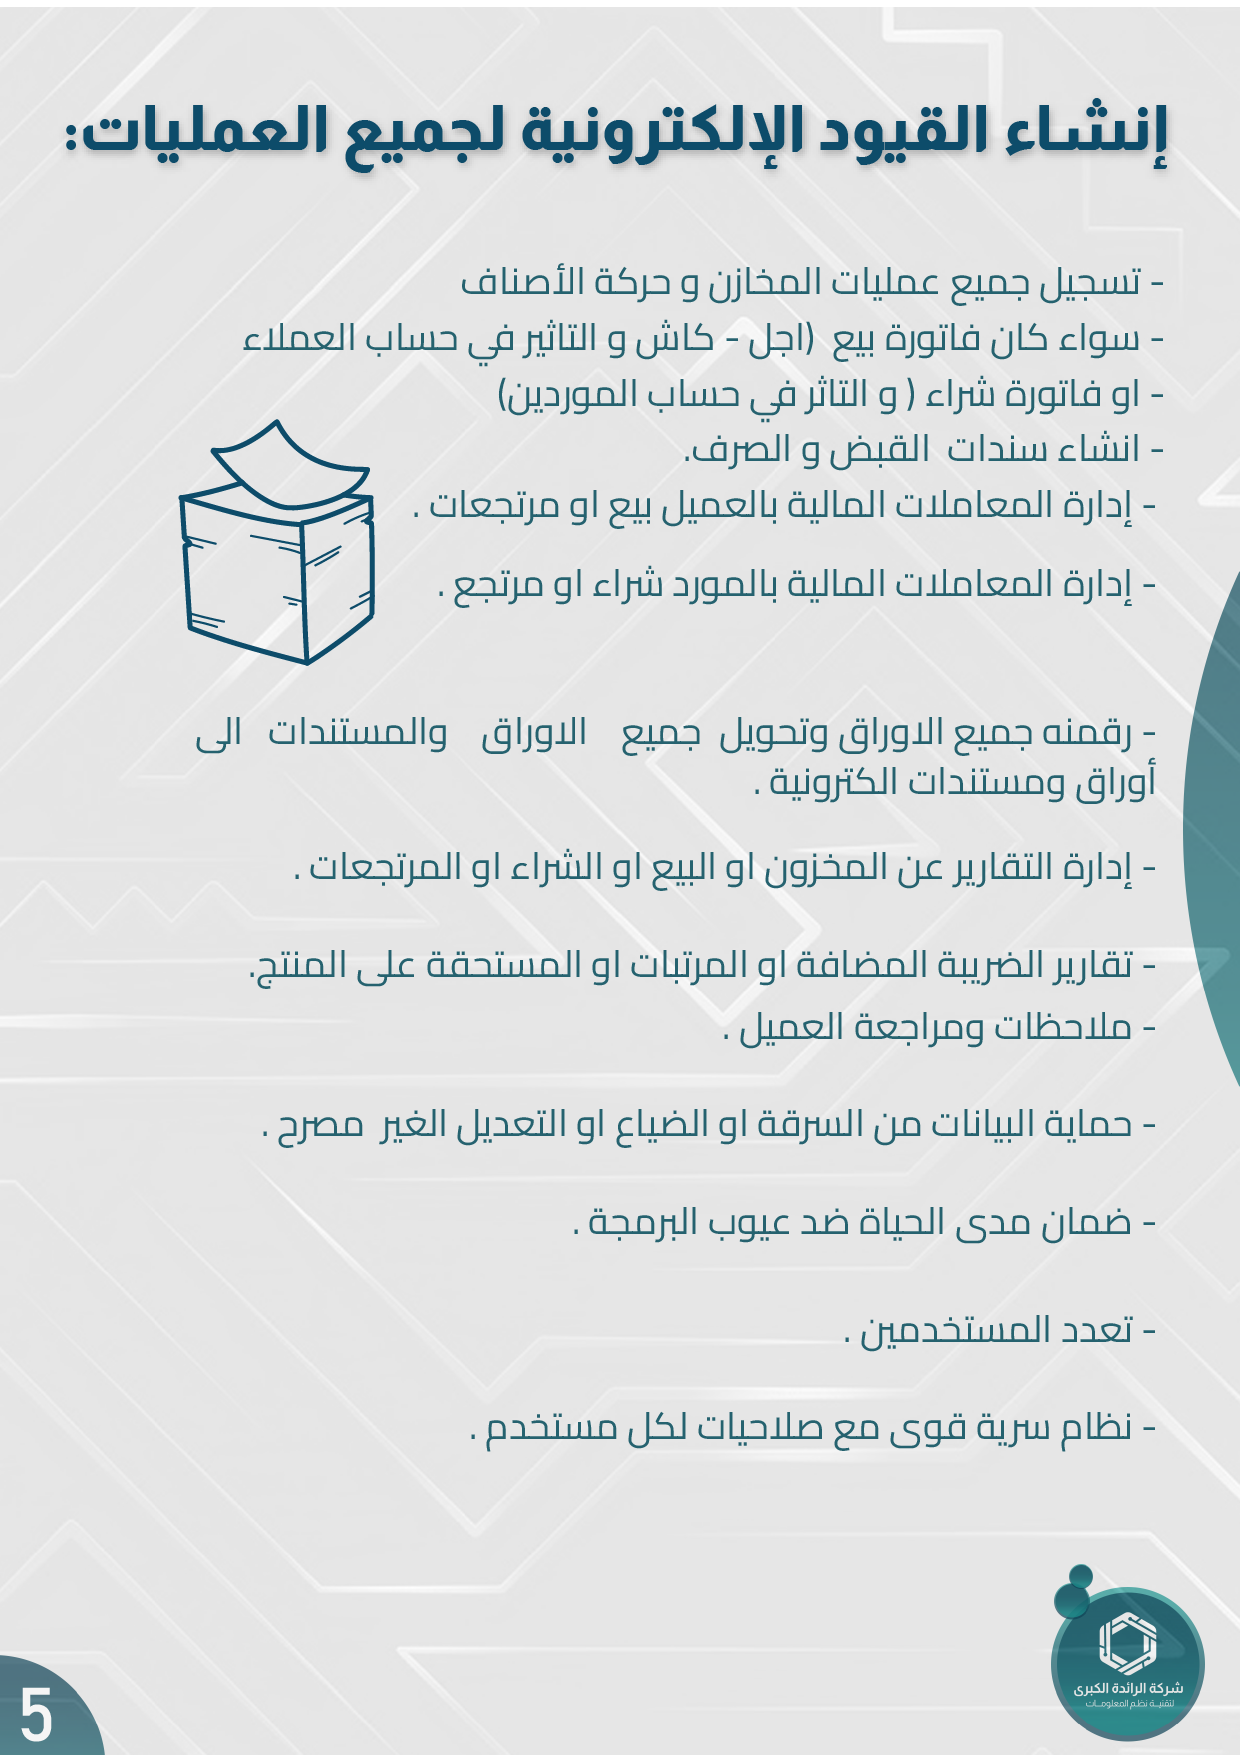 إنشاء القيود الإلكترونية لجميع العمليات:
- تسجيل جميع عمليات المخازن و حركة الأصناف
- سواء كان فاتورة بيع (اجل - كاش و التاثير في حساب العملاء
- او فاتورة شراء ( و التاثر في حساب الموردين)
- انشاء سندات القبض و الصرف.
- إدارة المعاملات المالية بالعميل بيع او مرتجعات .
- إدارة المعاملات المالية بالمورد شراء او مرتجع .
- رقمنه جميع الاوراق وتحويل جميع الاوراق والمستندات الى
أوراق ومستندات الكترونية .
- إدارة التقارير عن المخزون او البيع او الشراء او المرتجعات .
- تقارير الضريبة المضافة او المرتبات او المستحقة على المنتج.
- ملاحظات ومراجعة العميل .
- حماية البيانات من السرقة او الضياع او التعديل الغير مصرح .
- ضمان مدى الحياة ضد عيوب البرمجة .
- تعدد المستخدمين .
- نظام سرية قوى مع صلاحيات لكل مستخدم .
شركة الرائدة الكبرى
لتقنيــة نظم المعلومــات
5